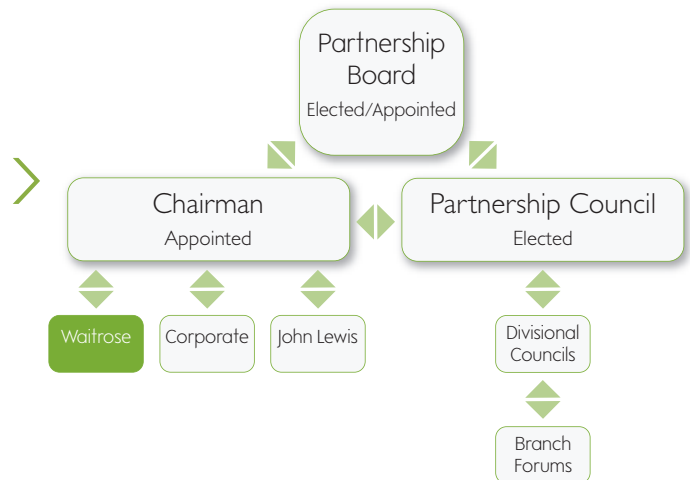 Partnership
Board
Elected/Appointed
Chairman
Appointed
Partnership Council
Elected
Waitrose
Corporate
John Lewis
Divisional
Councils
Branch
Forums